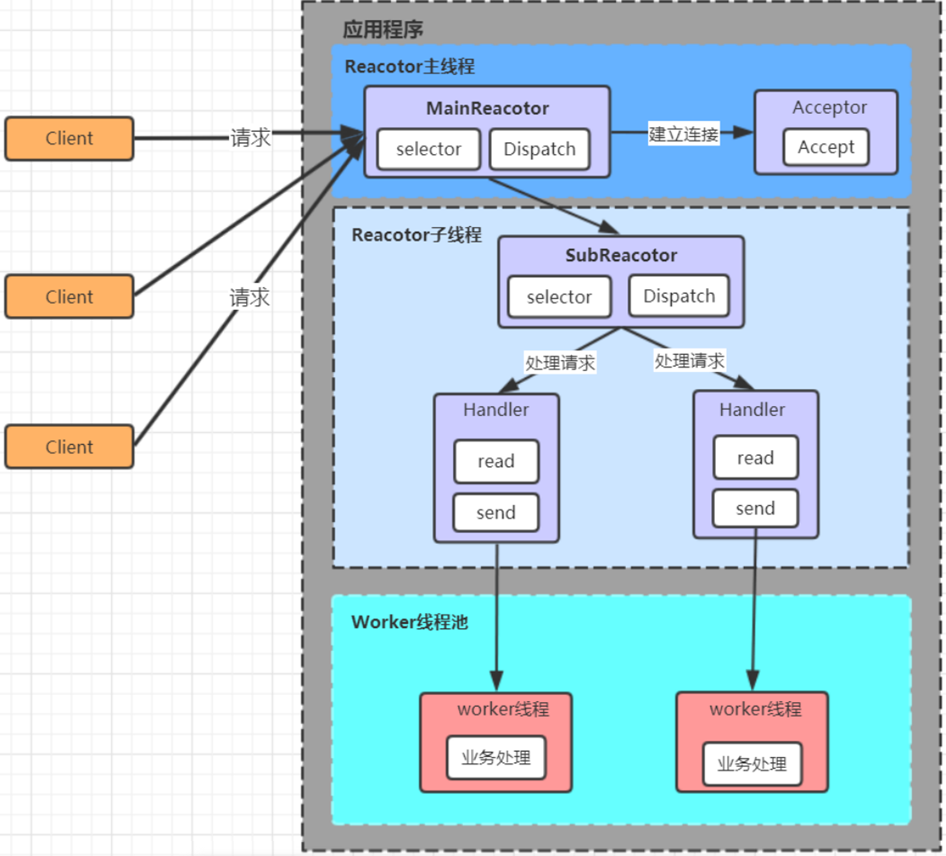 应用程序
Reacotor主线程
MainReacotor
selector
Dispatch
建立连接
Acceptor
Accept
Client
请求
Client
请求
Client
Reacotor子线程
SubReacotor
selector
Dispatch
处理请求
处理请求
Handler
read
send
Handler
read
send
Worker线程池
worker线程
业务处理
worker线程
业务处理